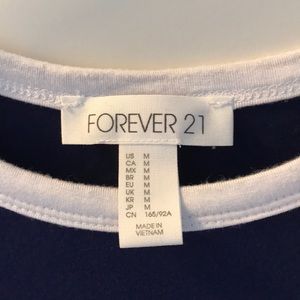 FOREVER 21
US M
CA M
MX M
BR M
EU M
UK M
KR M
JP M
CN 165/92A
MADE IN
VIETNAM